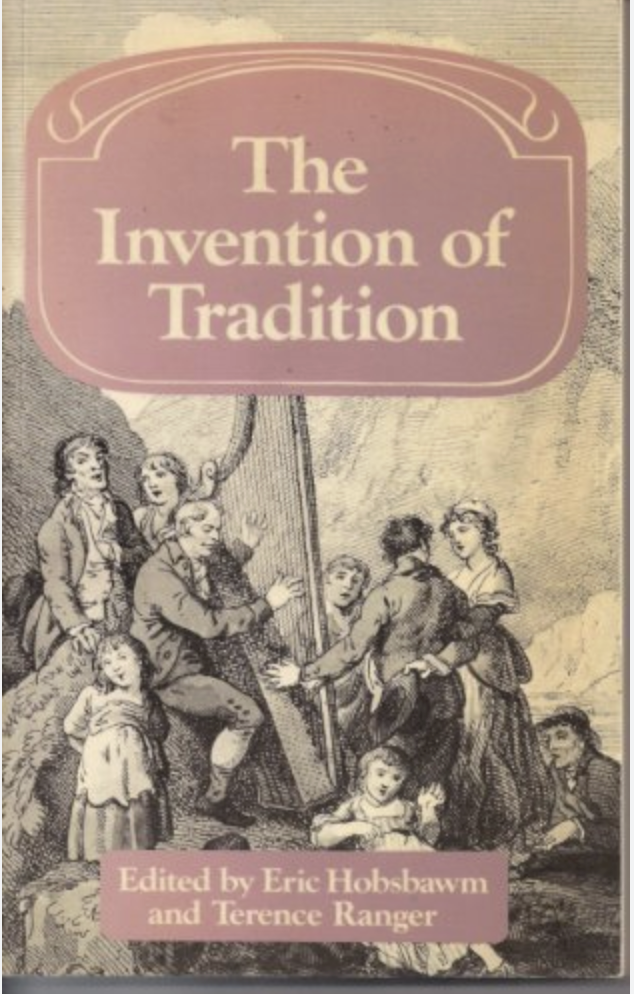 The
Invention of
Tradition
Edited by Eric Hobsbawm
and Terence Ranger